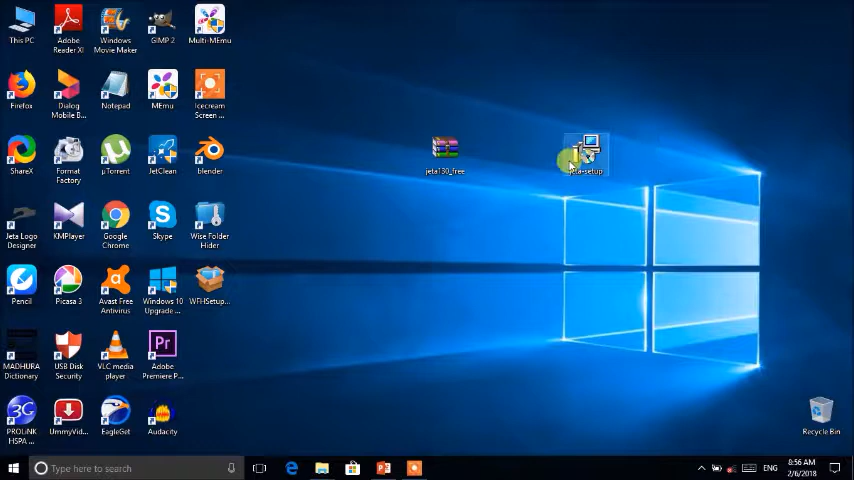 This PC
Adobe
Reader XI
Windows
Movie Maker
GIMP 2
Multi-MEmu
Firefox
Dialog
Mobile B...
Notepad
MEmu
Icecream
Screen ...
ShareX
Format
Factory
µTorrent
JetClean
blender
jeta130_free
jeta-setup
Jeta Logo
Designer
KMPlayer
Google
Chrome
Skype
Wise Folder
Hider
Pencil
Picasa 3
Avast Free
Antivirus
Windows 10
Upgrade ...
WFHSetup...
MADHURA
Dictionary
USB Disk
Security
VLC media
player
Adobe
Premiere P...
PROLiNK
HSPA ...
UmmyVid...
EagleGet
Audacity
Recycle Bin
Type here to search
ENG
8:56 AM
2/6/2018